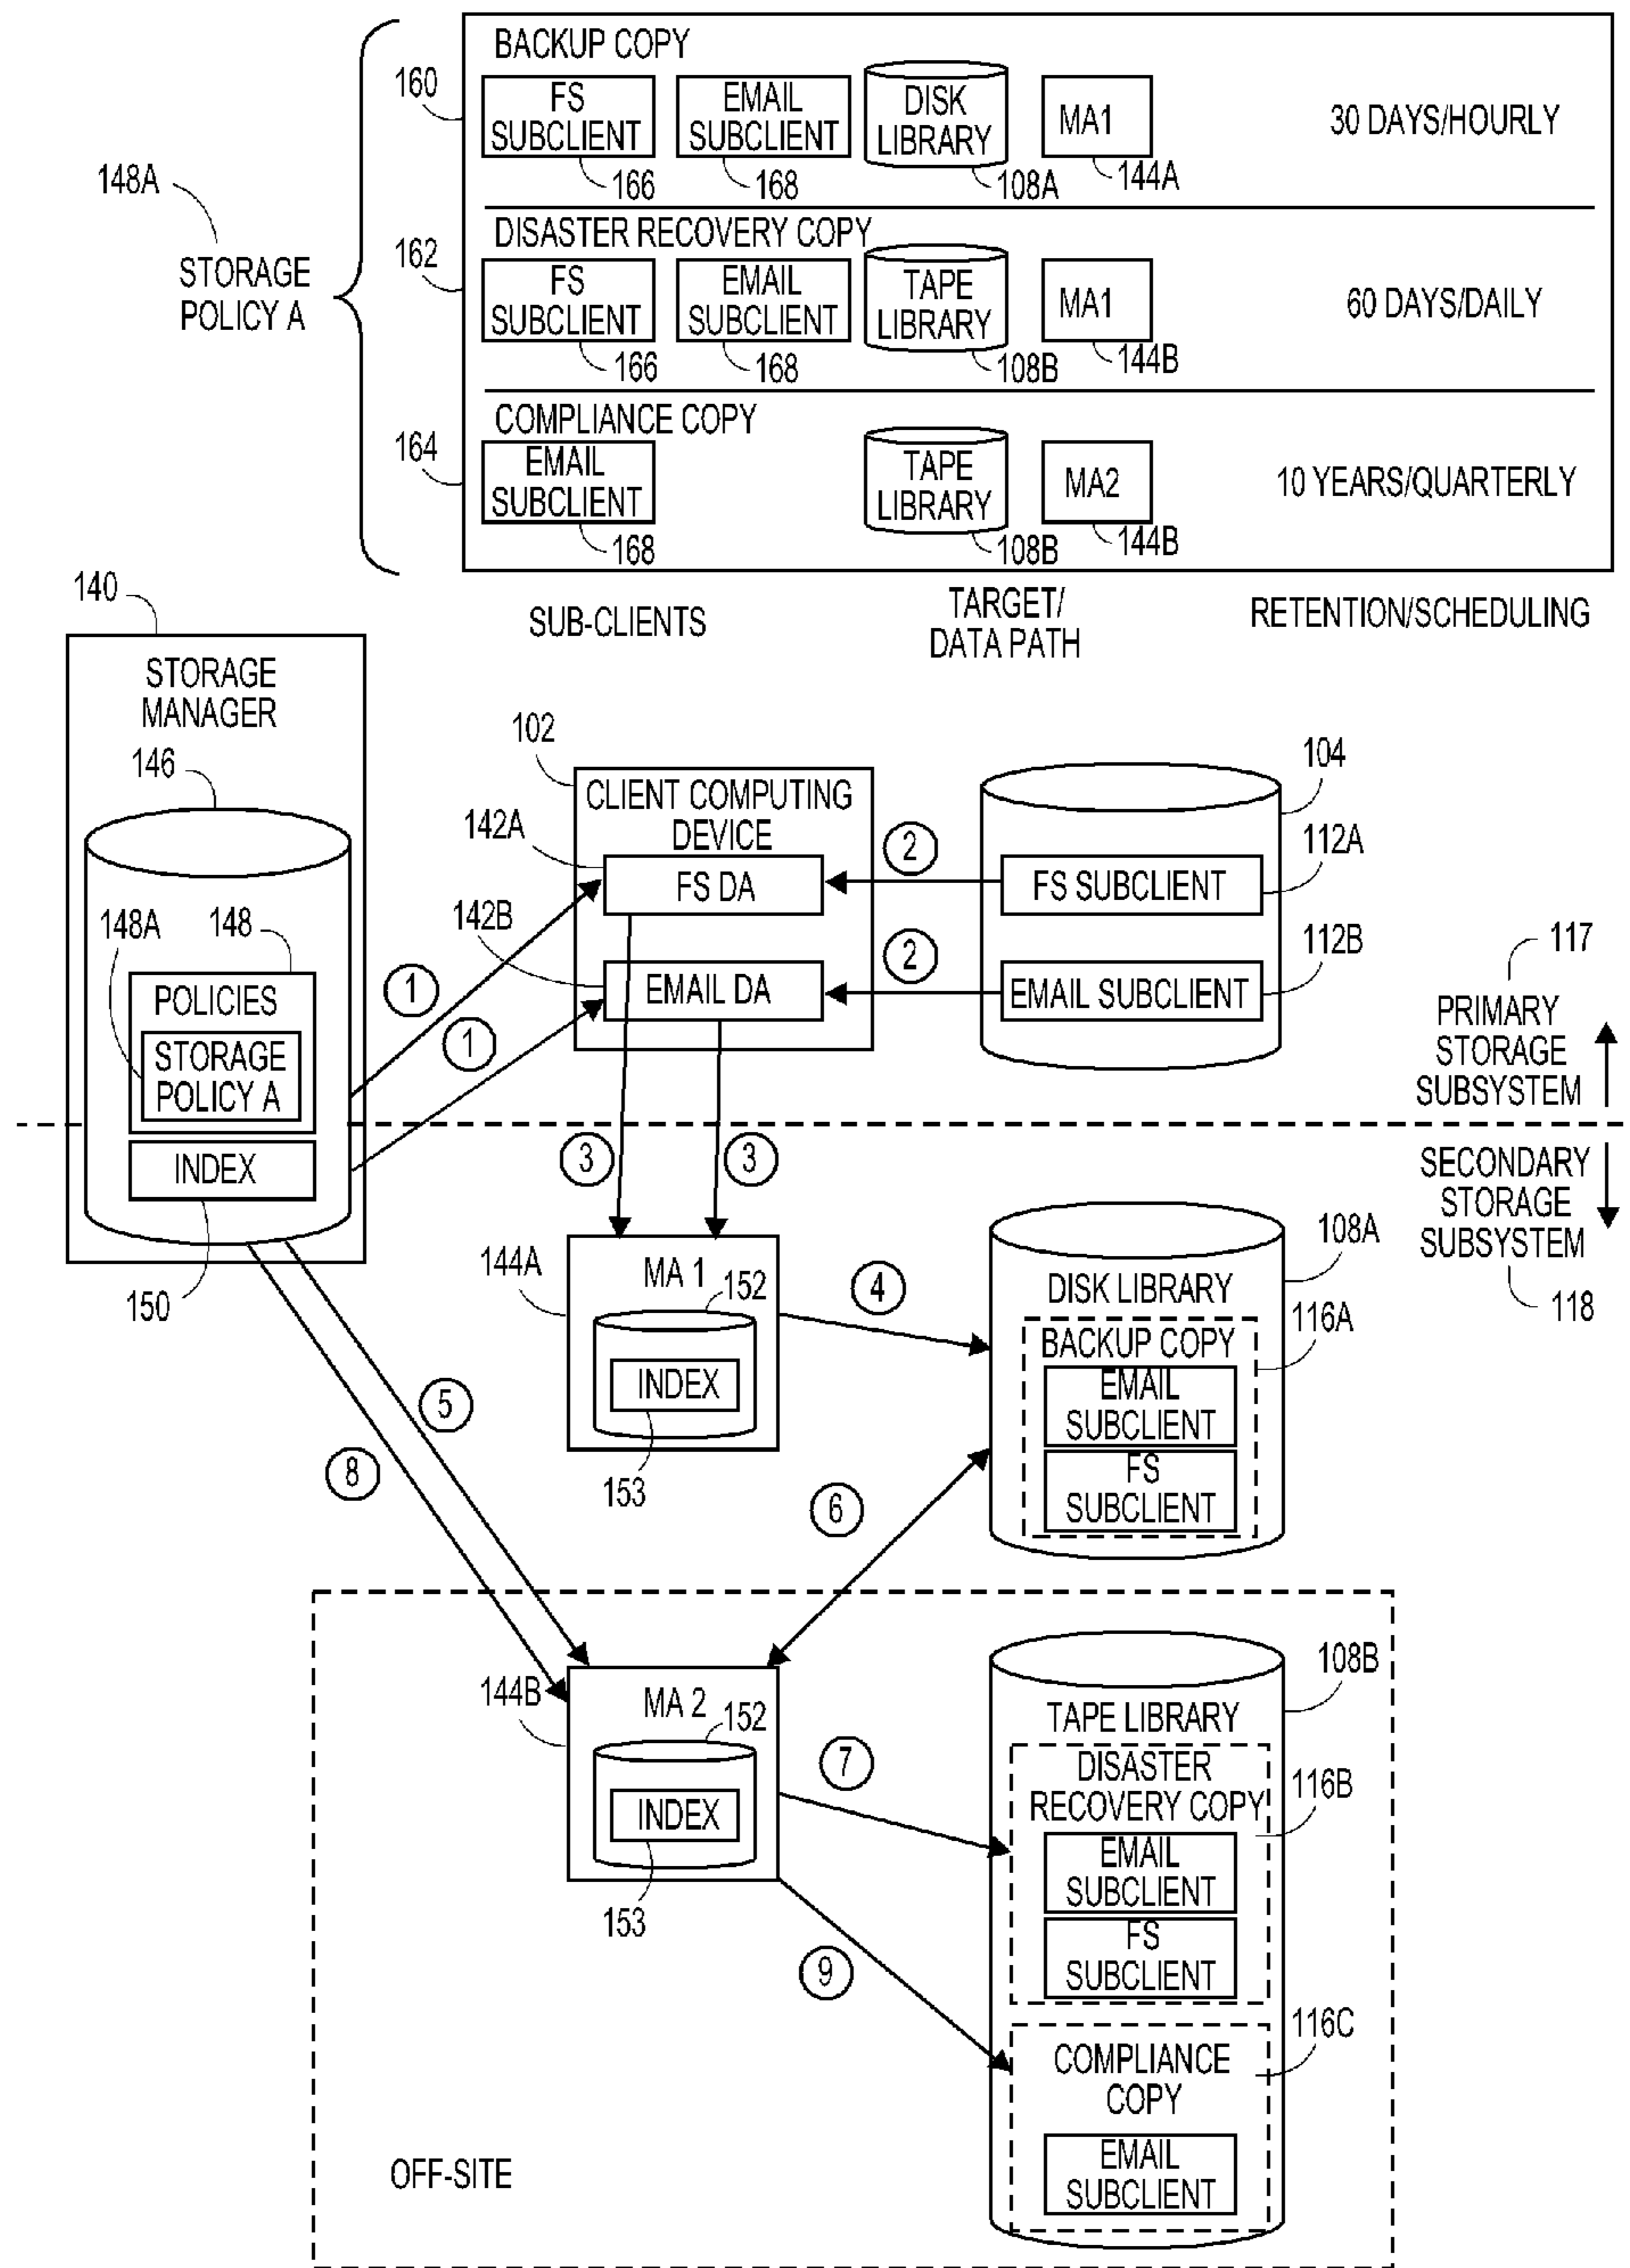 BACKUP COPY
160
FS
SUBCLIENT
166
EMAIL
SUBCLIENT
168
DISK
LIBRARY
108A
MA1
144A
30 DAYS/HOURLY
148A
STORAGE
POLICY A
DISASTER RECOVERY COPY
162
FS
SUBCLIENT
166
EMAIL
SUBCLIENT
168
TAPE
LIBRARY
108B
MA1
144B
60 DAYS/DAILY
COMPLIANCE COPY
164
EMAIL
SUBCLIENT
168
TAPE
LIBRARY
108B
MA2
144B
10 YEARS/QUARTERLY
SUB-CLIENTS
TARGET/
DATA PATH
RETENTION/SCHEDULING
140
STORAGE
MANAGER
146
148A
148
POLICIES
STORAGE
POLICY A
INDEX
150
102
CLIENT COMPUTING
DEVICE
142A
FS DA
142B
EMAIL DA
1
1
2
2
104
FS SUBCLIENT
112A
EMAIL SUBCLIENT
112B
117
PRIMARY
STORAGE
SUBSYSTEM
SECONDARY
STORAGE
SUBSYSTEM
118
3
3
144A
MA 1
152
INDEX
153
4
108A
DISK LIBRARY
BACKUP COPY
116A
EMAIL
SUBCLIENT
FS
SUBCLIENT
5
8
6
144B
MA 2
152
INDEX
153
7
9
108B
TAPE LIBRARY
DISASTER
RECOVERY COPY
116B
EMAIL
SUBCLIENT
FS
SUBCLIENT
116C
COMPLIANCE
COPY
EMAIL
SUBCLIENT
OFF-SITE